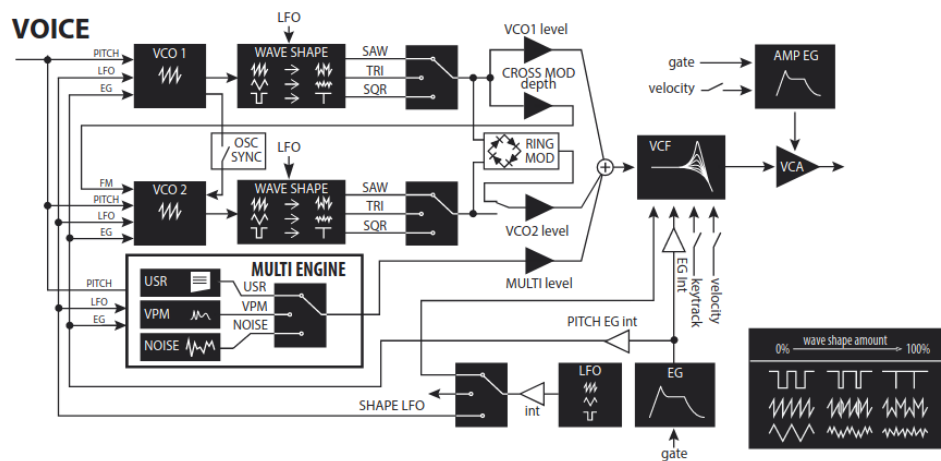 VOICE
LFO
PITCH
LFO
EG
VCO 1
WAVE SHAPE
SAW
TRI
SQR
VCO1 level
CROSS MOD
depth
gate
velocity
AMP EG
OSC
SYNC
LFO
RING
MOD
VCF
VCA
FM
PITCH
LFO
EG
VCO 2
WAVE SHAPE
SAW
TRI
SQR
VCO2 level
MULTI ENGINE
PITCH
LFO
EG
USR
VPM
NOISE
USR
VPM
NOISE
MULTI level
EG Int
keytrack
velocity
PITCH EG int
SHAPE LFO
int
LFO
EG
gate
wave shape amount
0%
100%